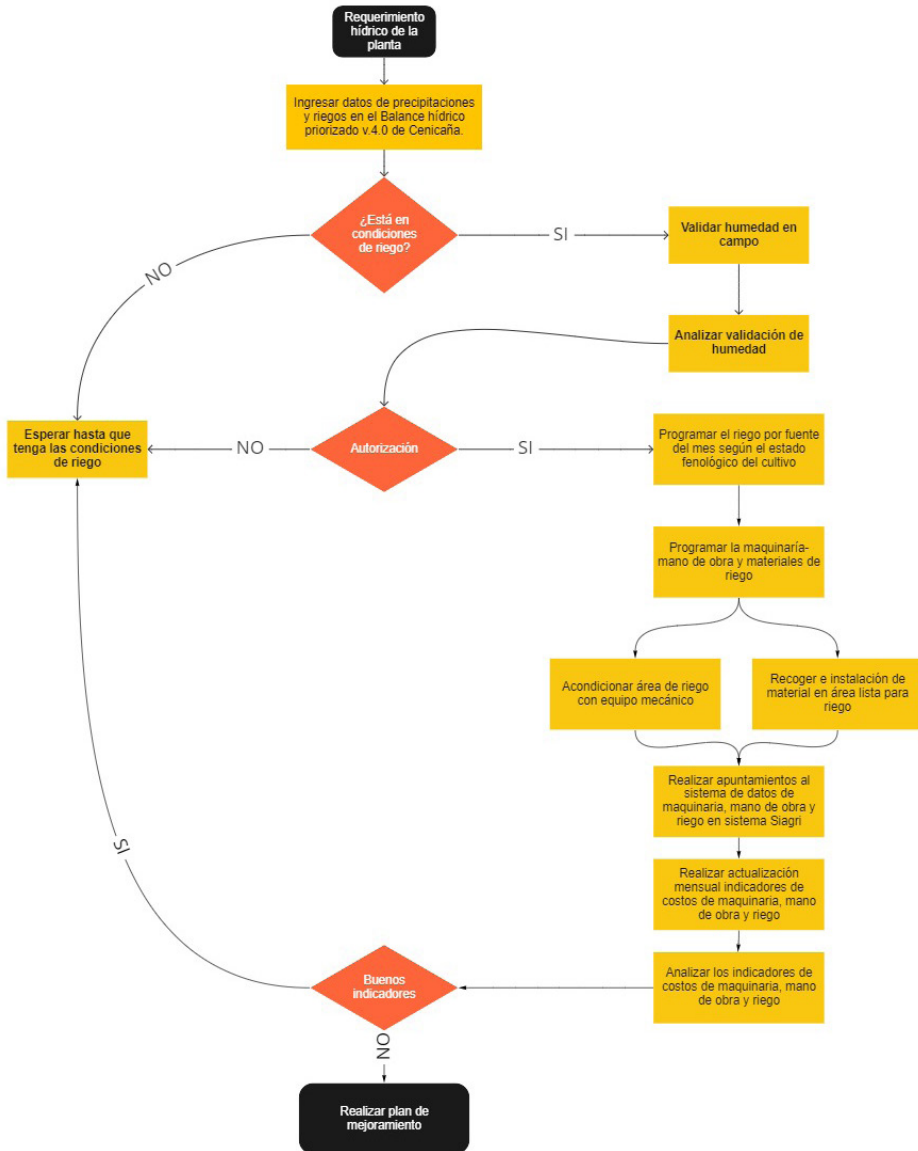 Requerimiento
hídrico de la
planta
Ingresar datos de precipitaciones
y riegos en el Balance hídrico
priorizado v.4.0 de Cenicaña.
¿Está en
condiciones
de riego?
SI
Validar humedad en
campo
NO
Analizar validación de
humedad
Esperar hasta que
tenga las condiciones
de riego
NO
Autorización
SI
Programar el riego por fuente
del mes según el estado
fenológico del cultivo
Programar la maquinaría-
mano de obra y materiales de
riego
Acondicionar área de riego
con equipo mecánico
Recoger e instalación de
material en área lista para
riego
Realizar apuntamientos al
sistema de datos de
maquinaria, mano de obra y
riego en sistema Siagri
SI
Realizar actualización
mensual indicadores de
costos de maquinaria, mano
de obra y riego
Buenos
indicadores
Analizar los indicadores de
costos de maquinaria, mano
de obra y riego
NO
Realizar plan de
mejoramiento